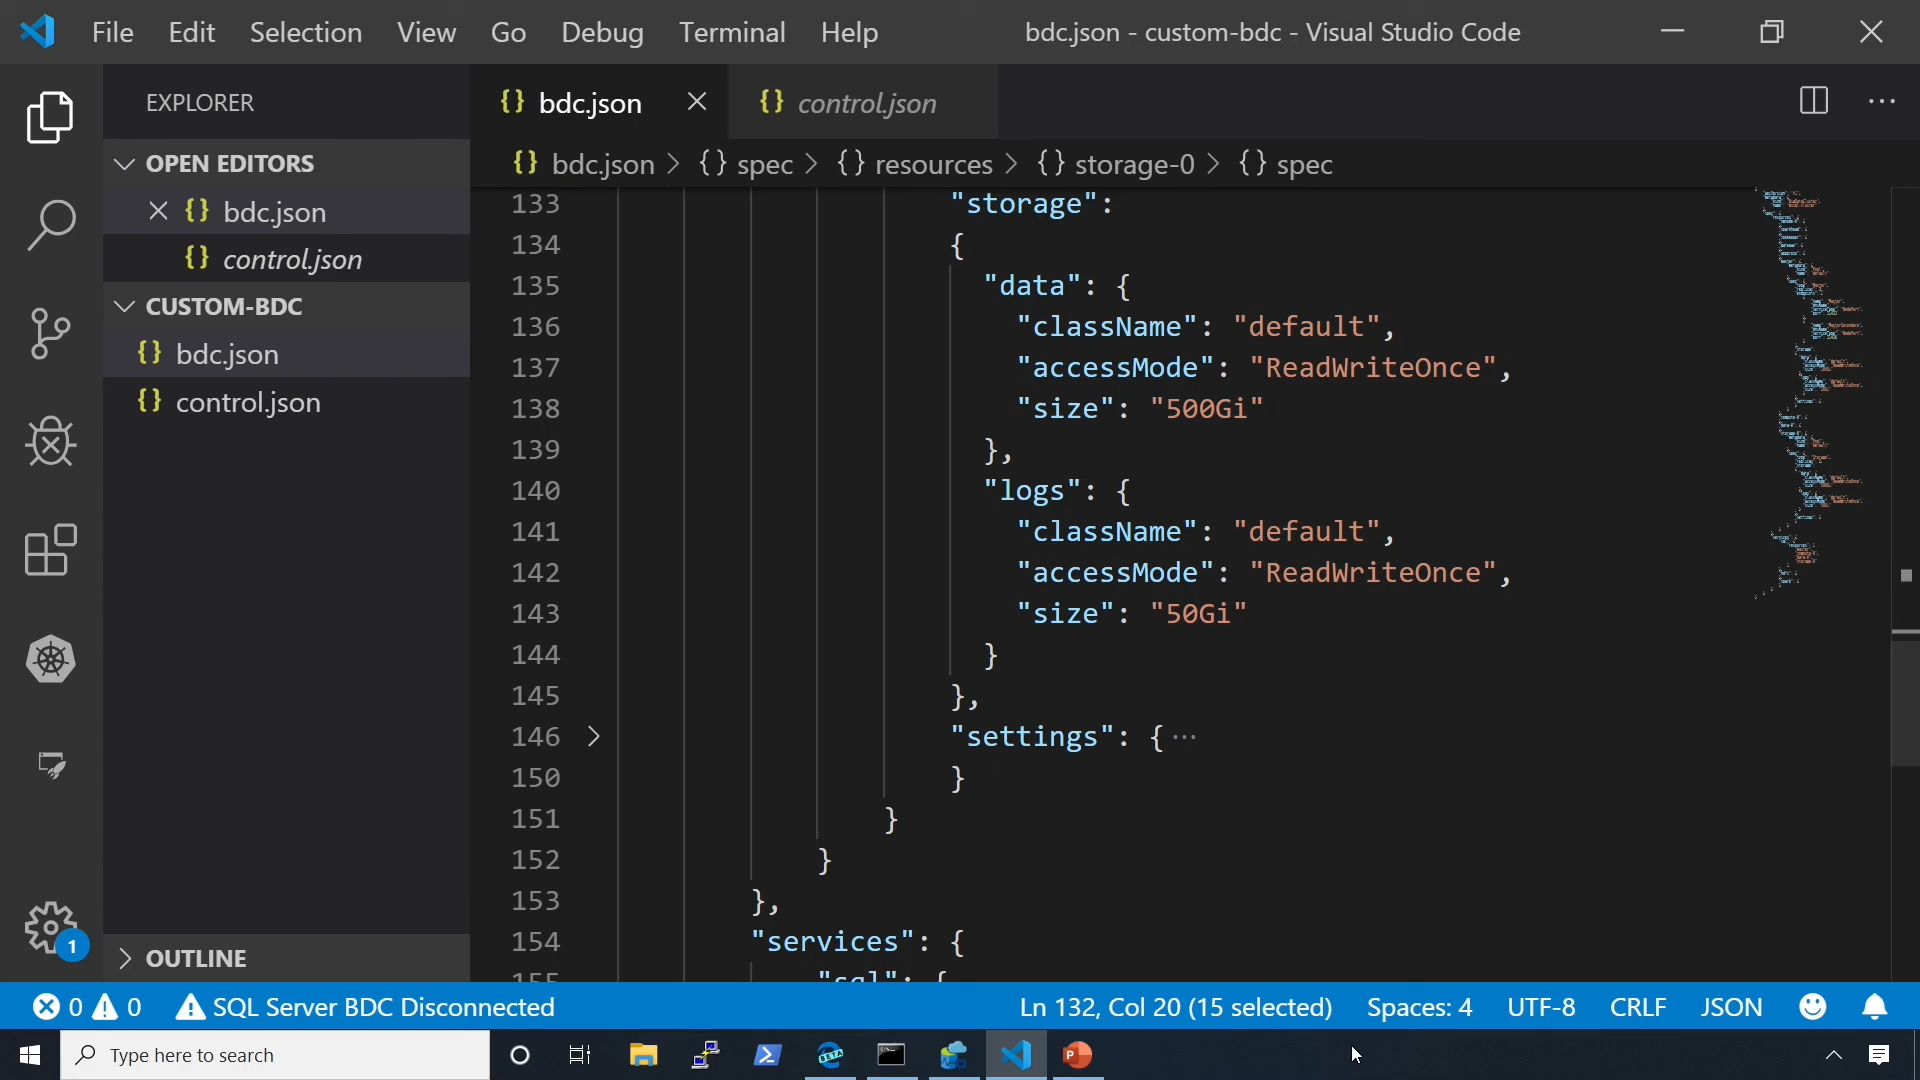 File Edit Selection View Go Debug Terminal Help
bdc.json - custom-bdc - Visual Studio Code
EXPLORER
OPEN EDITORS
{} bdc.json
{} control.json
CUSTOM-BDC
{} bdc.json
{} control.json
OUTLINE
1
{} bdc.json
{} control.json
{} bdc.json > {} spec > {} resources > {} storage-0 > {} spec
133 "storage":
134 {
135 "data": {
136 "className": "default",
137 "accessMode": "ReadWriteOnce",
138 "size": "500Gi"
139 },
140 "logs": {
141 "className": "default",
142 "accessMode": "ReadWriteOnce",
143 "size": "50Gi"
144 }
145 },
146 "settings": {···
150 }
151 }
152 }
153 },
154 "services": {
155 "sql": {
0 0 SQL Server BDC Disconnected
Ln 132, Col 20 (15 selected) Spaces: 4 UTF-8 CRLF JSON
Type here to search
BETA